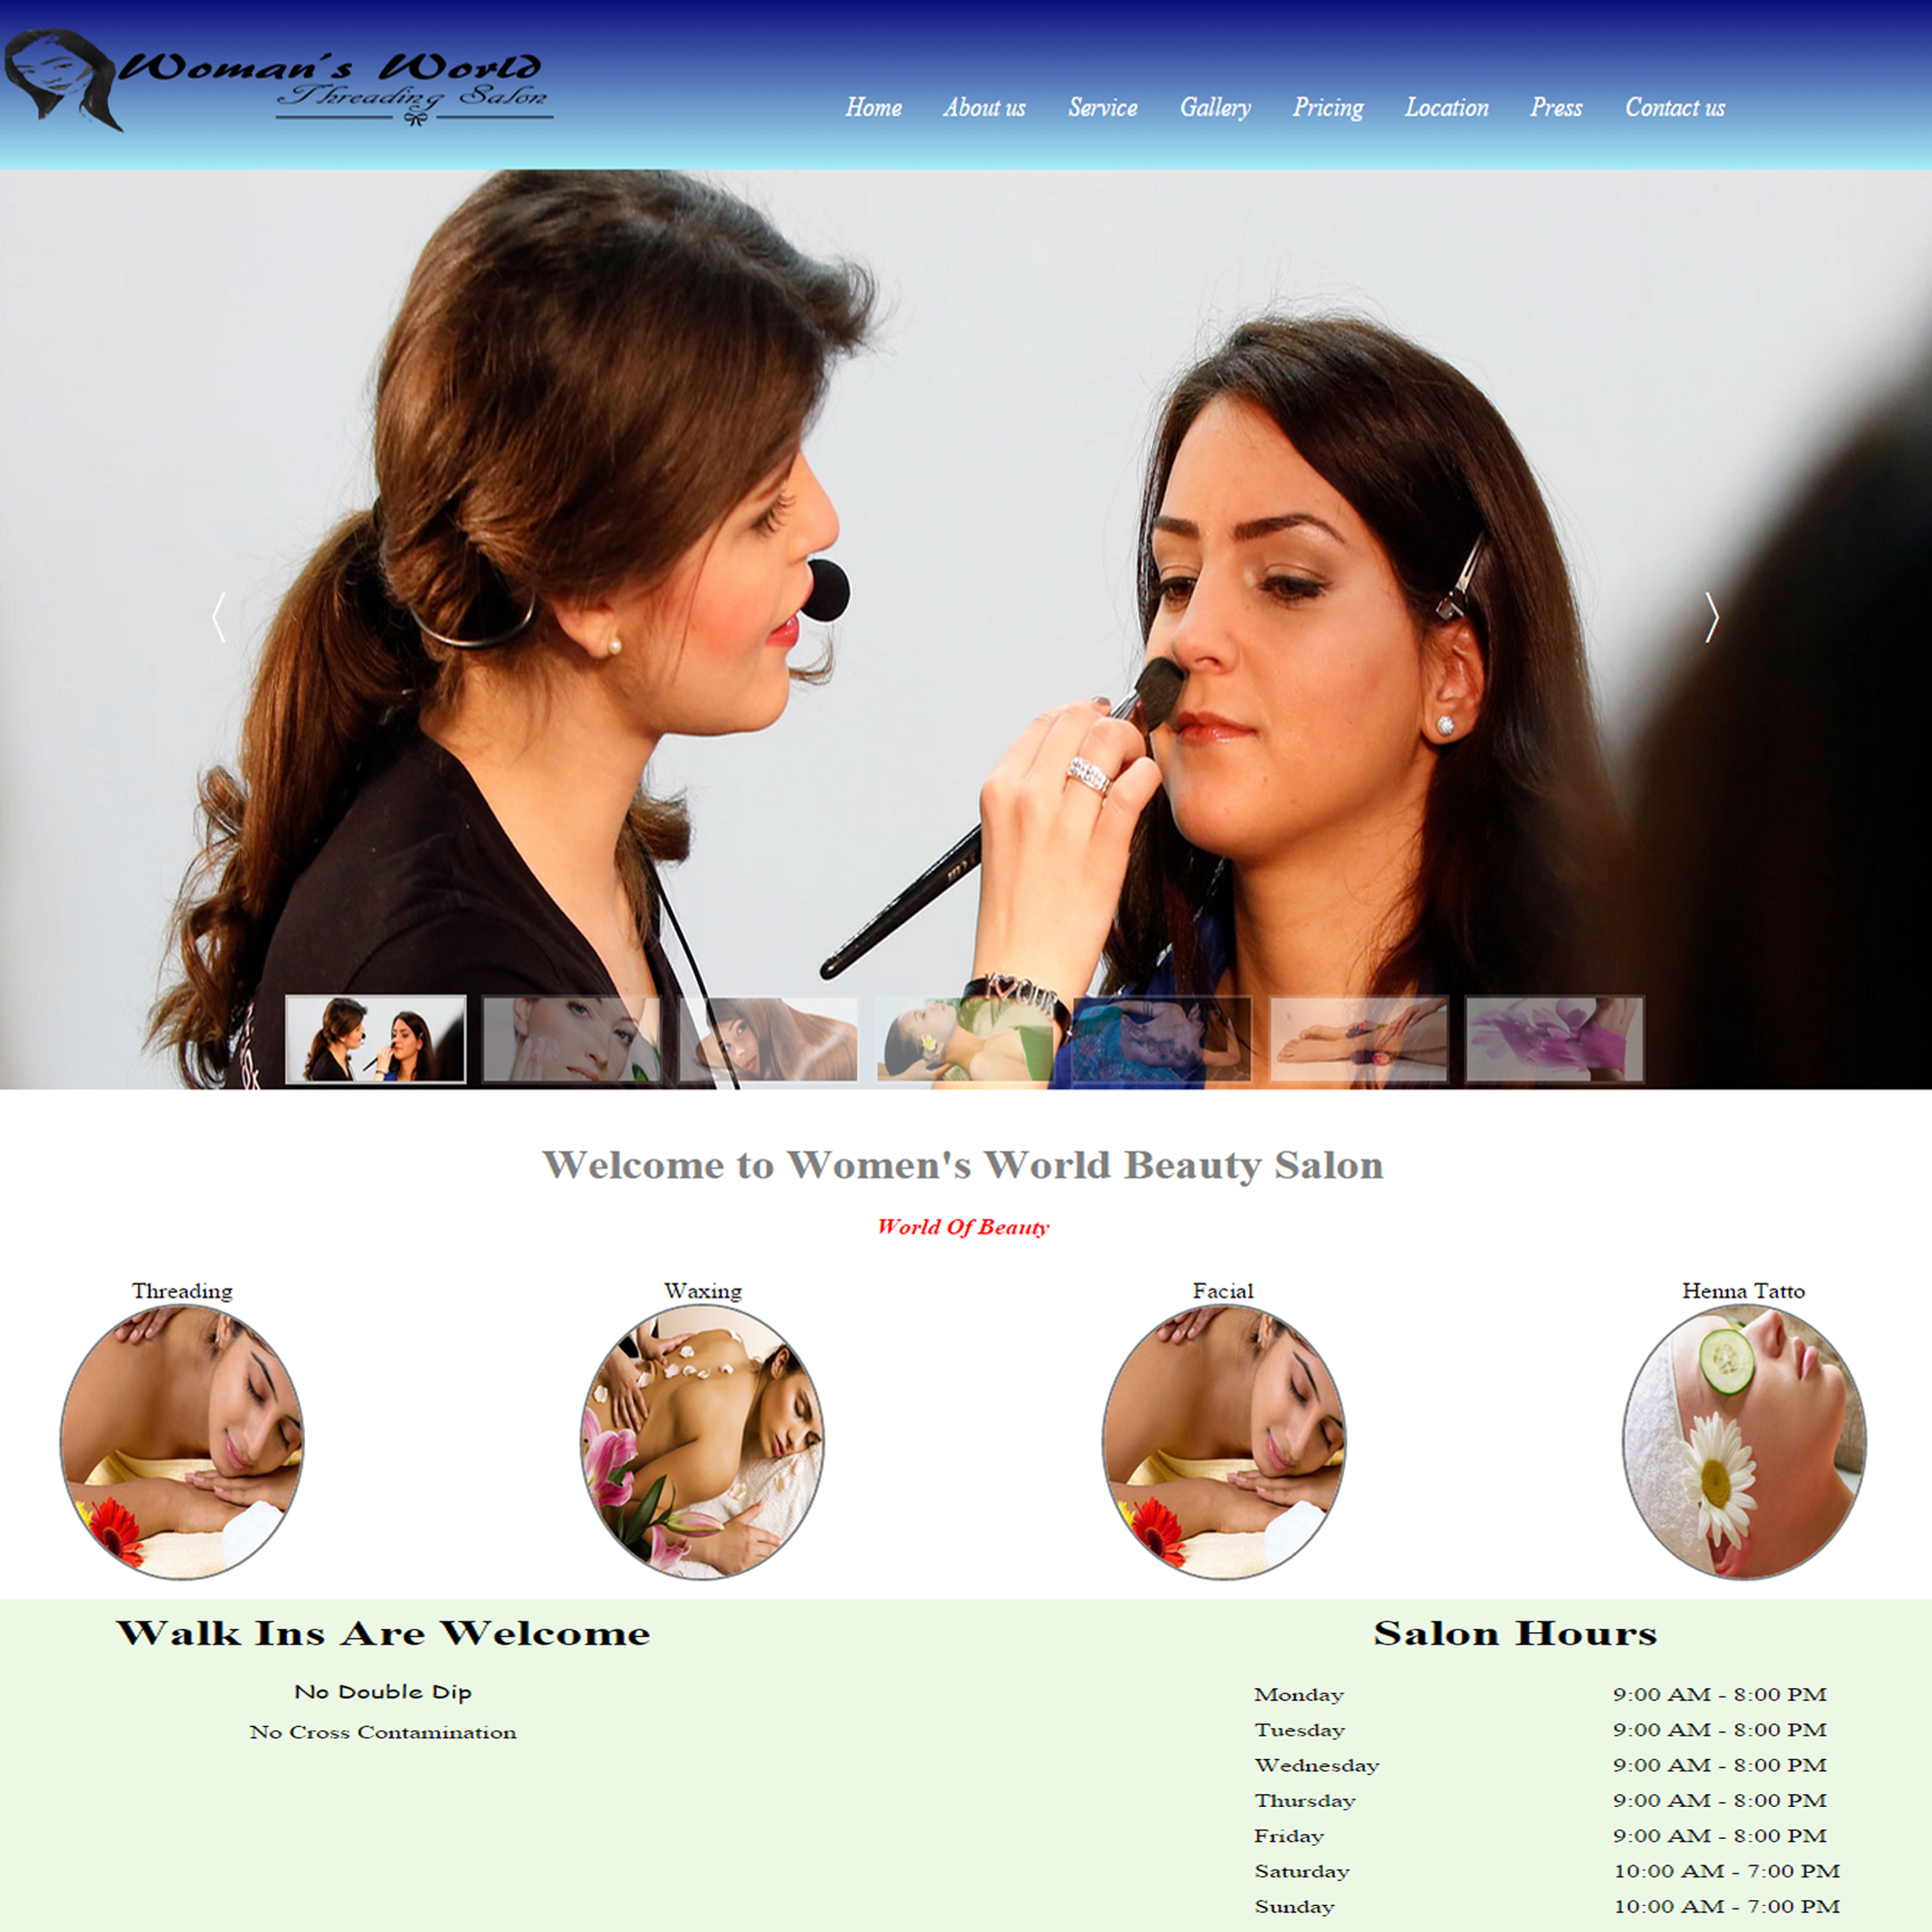 Woman's World
Threading Salon
Home About us Service Gallery Pricing Location Press Contact us
Welcome to Women's World Beauty Salon
World Of Beauty
Threading Waxing Facial Henna Tatto
Walk Ins Are Welcome
No Double Dip
No Cross Contamination
Salon Hours
Monday 9:00 AM - 8:00 PM
Tuesday 9:00 AM - 8:00 PM
Wednesday 9:00 AM - 8:00 PM
Thursday 9:00 AM - 8:00 PM
Friday 9:00 AM - 8:00 PM
Saturday 10:00 AM - 7:00 PM
Sunday 10:00 AM - 7:00 PM